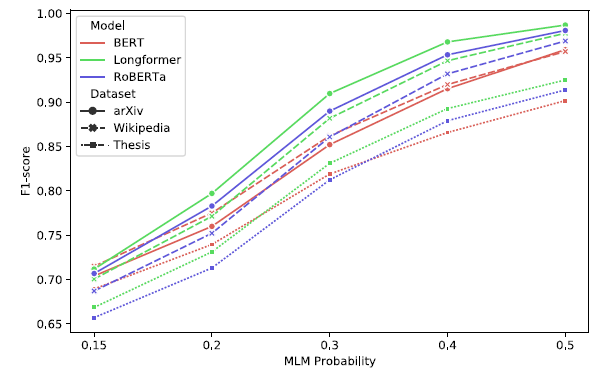 1.00
0.95
0.90
0.85
0.80
0.75
0.70
0.65
F1-score
Model
BERT
Longformer
RoBERTa
Dataset
arXiv
Wikipedia
Thesis
0,15 0,2 0,3 0,4 0,5
MLM Probability